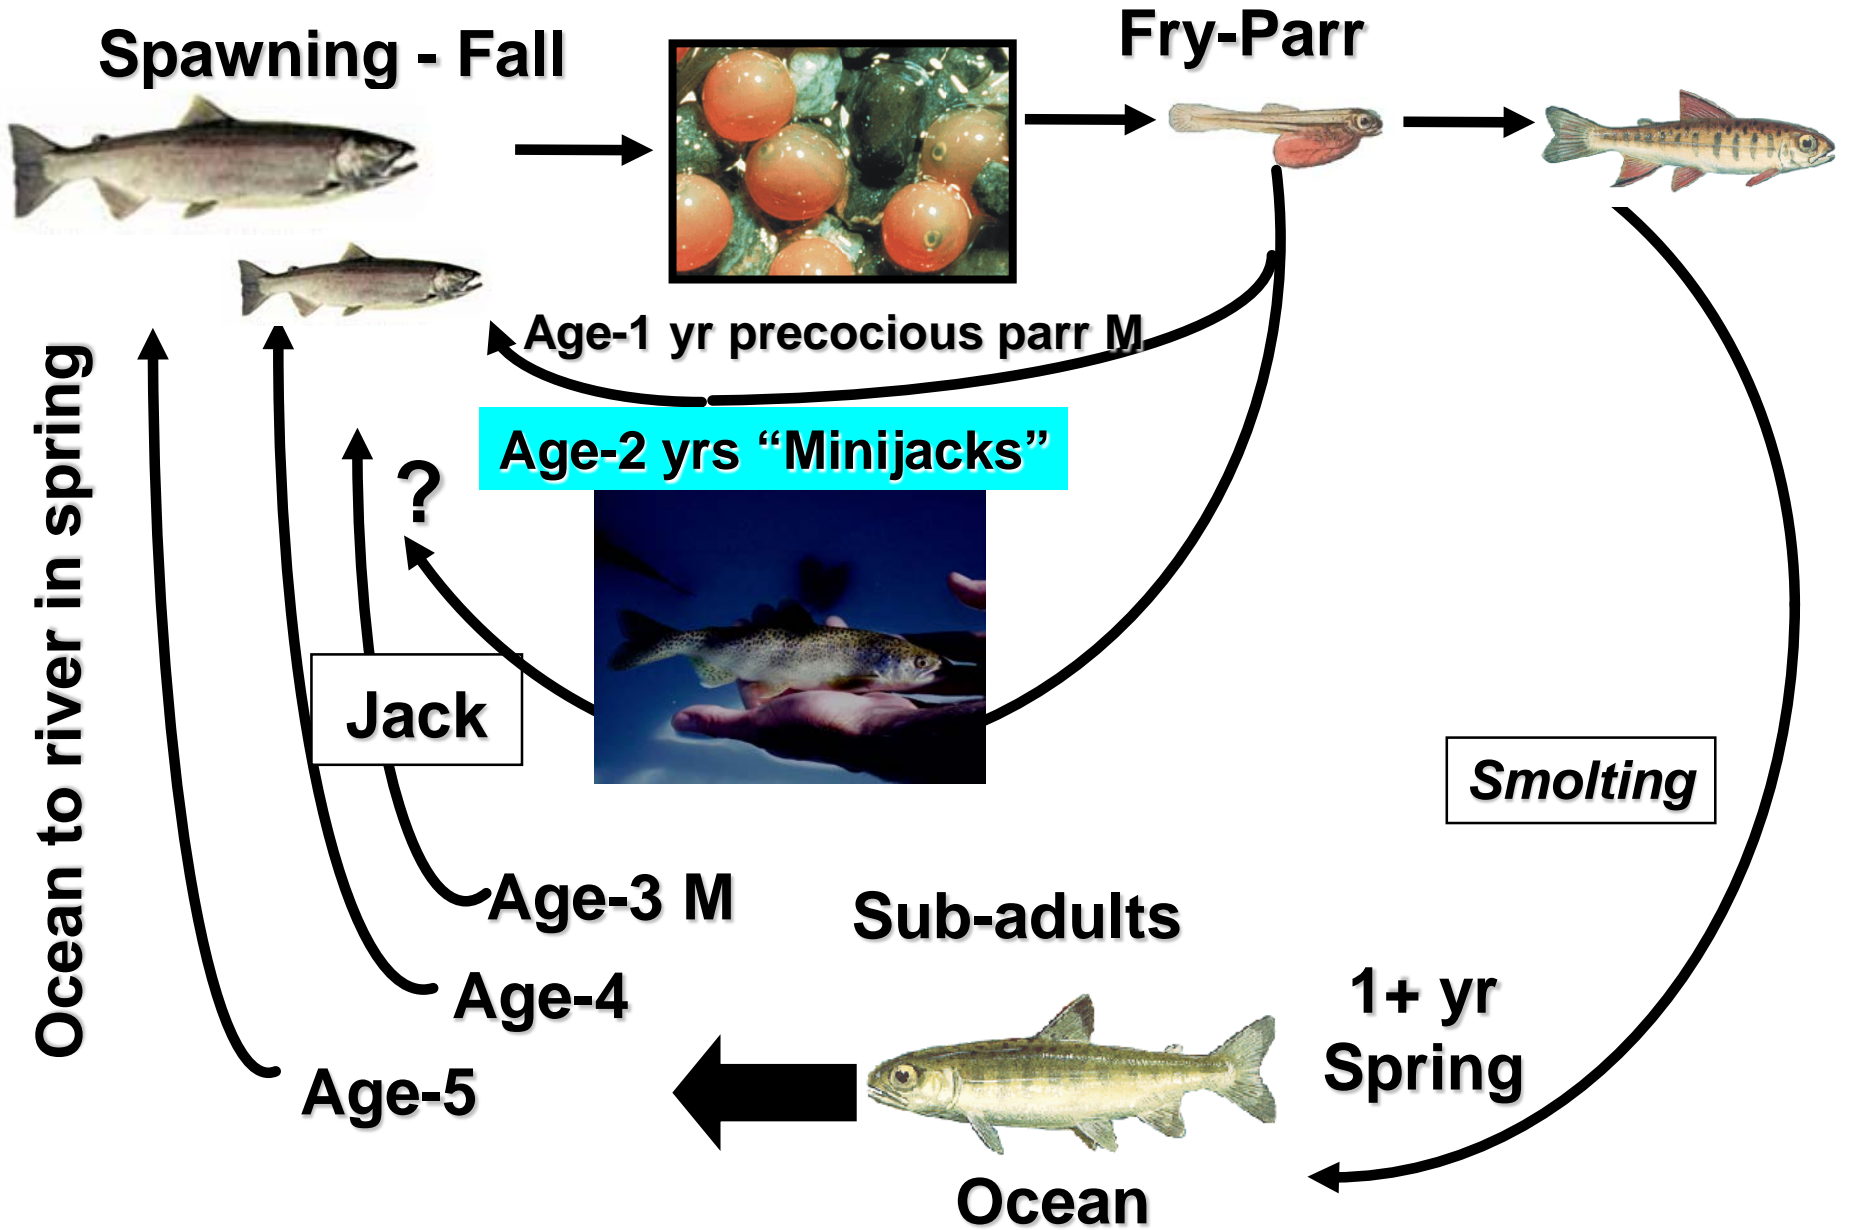 Spawning - Fall
Fry-Parr
Age-1 yr precocious parr M
Age-2 yrs “Minijacks”
?
Ocean to river in spring
Jack
Smolting
Age-3 M
Sub-adults
Age-4
1+ yr
Spring
Age-5
Ocean